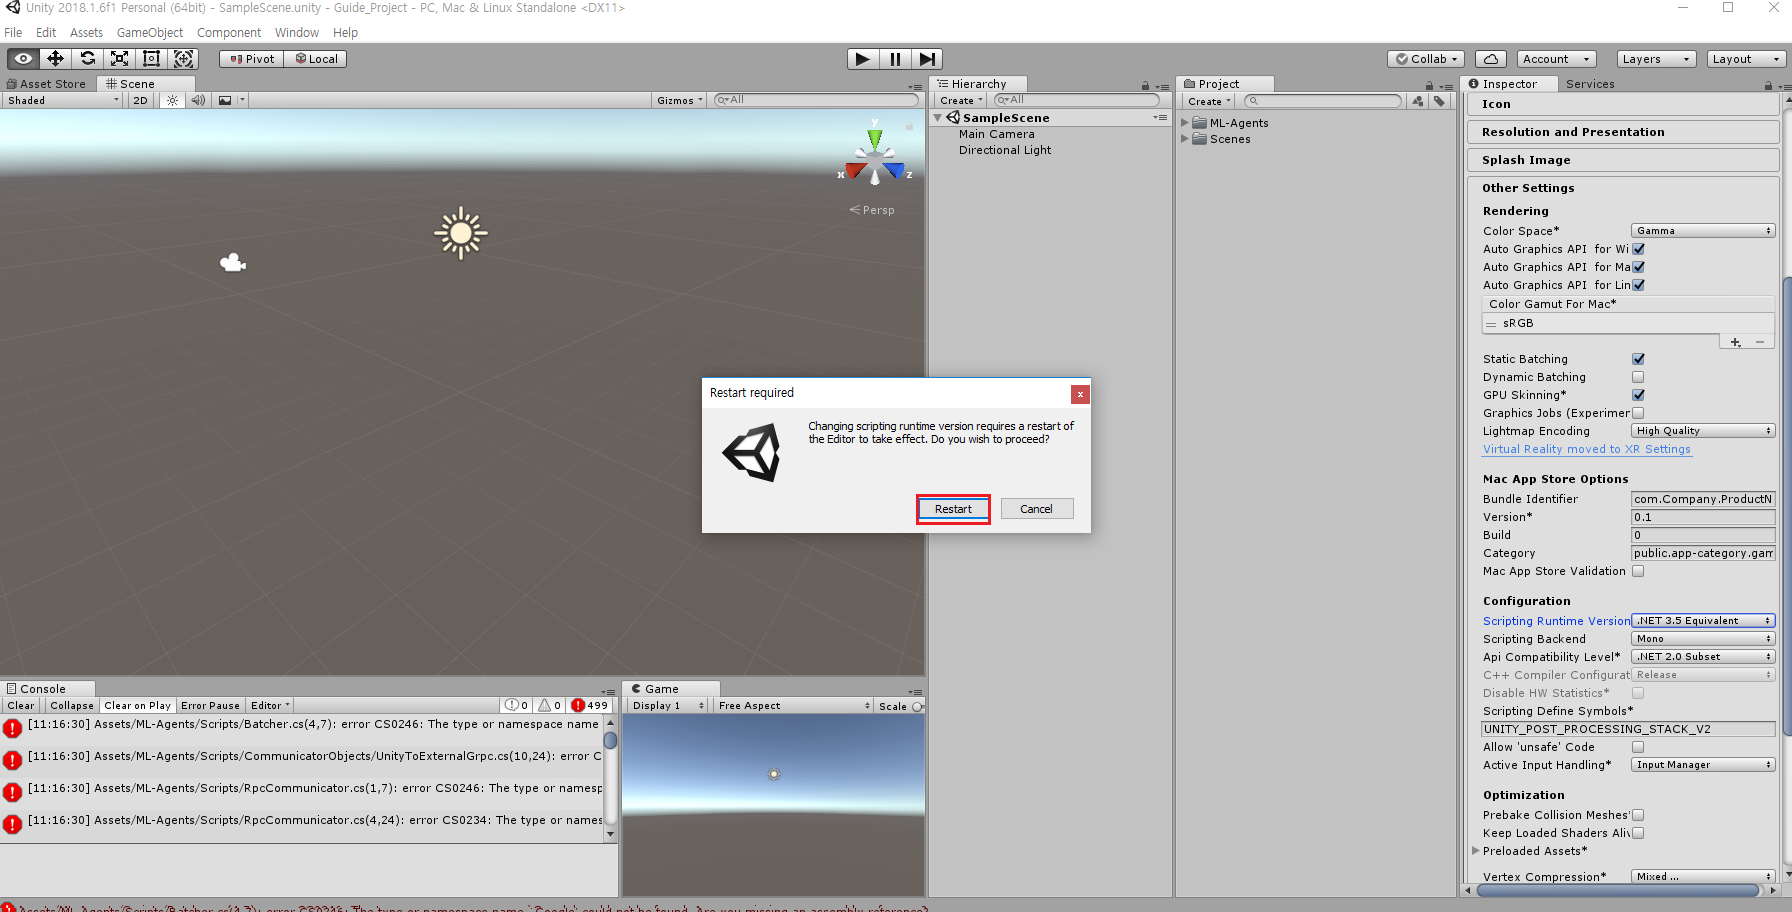 Unity 2018.1.6f1 Personal (64bit) - SampleScene.unity - Guide_Project - PC, Mac & Linux Standalone <DX11>
File Edit Assets GameObject Component Window Help
Pivot Local Collab Account Layers Layout
Asset Store Scene
Shaded 2D Gizmos All
y
x z
Persp
Hierarchy
Create All
SampleScene
Main Camera
Directional Light
Project
Create
ML-Agents
Scenes
Inspector Services
Icon
Resolution and Presentation
Splash Image
Other Settings
Rendering
Color Space* Gamma
Auto Graphics API for Wi
Auto Graphics API for Ma
Auto Graphics API for Lin
Color Gamut For Mac*
sRGB
Static Batching
Dynamic Batching
GPU Skinning*
Graphics Jobs (Experimer
Lightmap Encoding High Quality
Virtual Reality moved to XR Settings
Mac App Store Options
Bundle Identifier com.Company.ProductN
Version* 0.1
Build 0
Category public.app-category.gam
Mac App Store Validation
Configuration
Scripting Runtime Version .NET 3.5 Equivalent
Scripting Backend Mono
Api Compatibility Level* .NET 2.0 Subset
C++ Compiler Configurat Release
Disable HW Statistics*
Scripting Define Symbols*
UNITY_POST_PROCESSING_STACK_V2
Allow 'unsafe' Code
Active Input Handling* Input Manager
Optimization
Prebake Collision Meshes*
Keep Loaded Shaders Aliv
Preloaded Assets*
Vertex Compression* Mixed ...
Restart required
x
Changing scripting runtime version requires a restart of
the Editor to take effect. Do you wish to proceed?
Restart Cancel
Console
Clear Collapse Clear on Play Error Pause Editor 0 0 499
[11:16:30] Assets/ML-Agents/Scripts/Batcher.cs(4,7): error CS0246: The type or namespace name
[11:16:30] Assets/ML-Agents/Scripts/CommunicatorObjects/UnityToExternalGrpc.cs(10,24): error C
[11:16:30] Assets/ML-Agents/Scripts/RpcCommunicator.cs(1,7): error CS0246: The type or namesp
[11:16:30] Assets/ML-Agents/Scripts/RpcCommunicator.cs(4,24): error CS0234: The type or names
Game
Display 1 Free Aspect Scale
Assets/ML-Agents/Scripts/Batcher.cs(4,7): error CS0246: The type or namespace name `Google' could not be found. Are you missing an assembly reference?